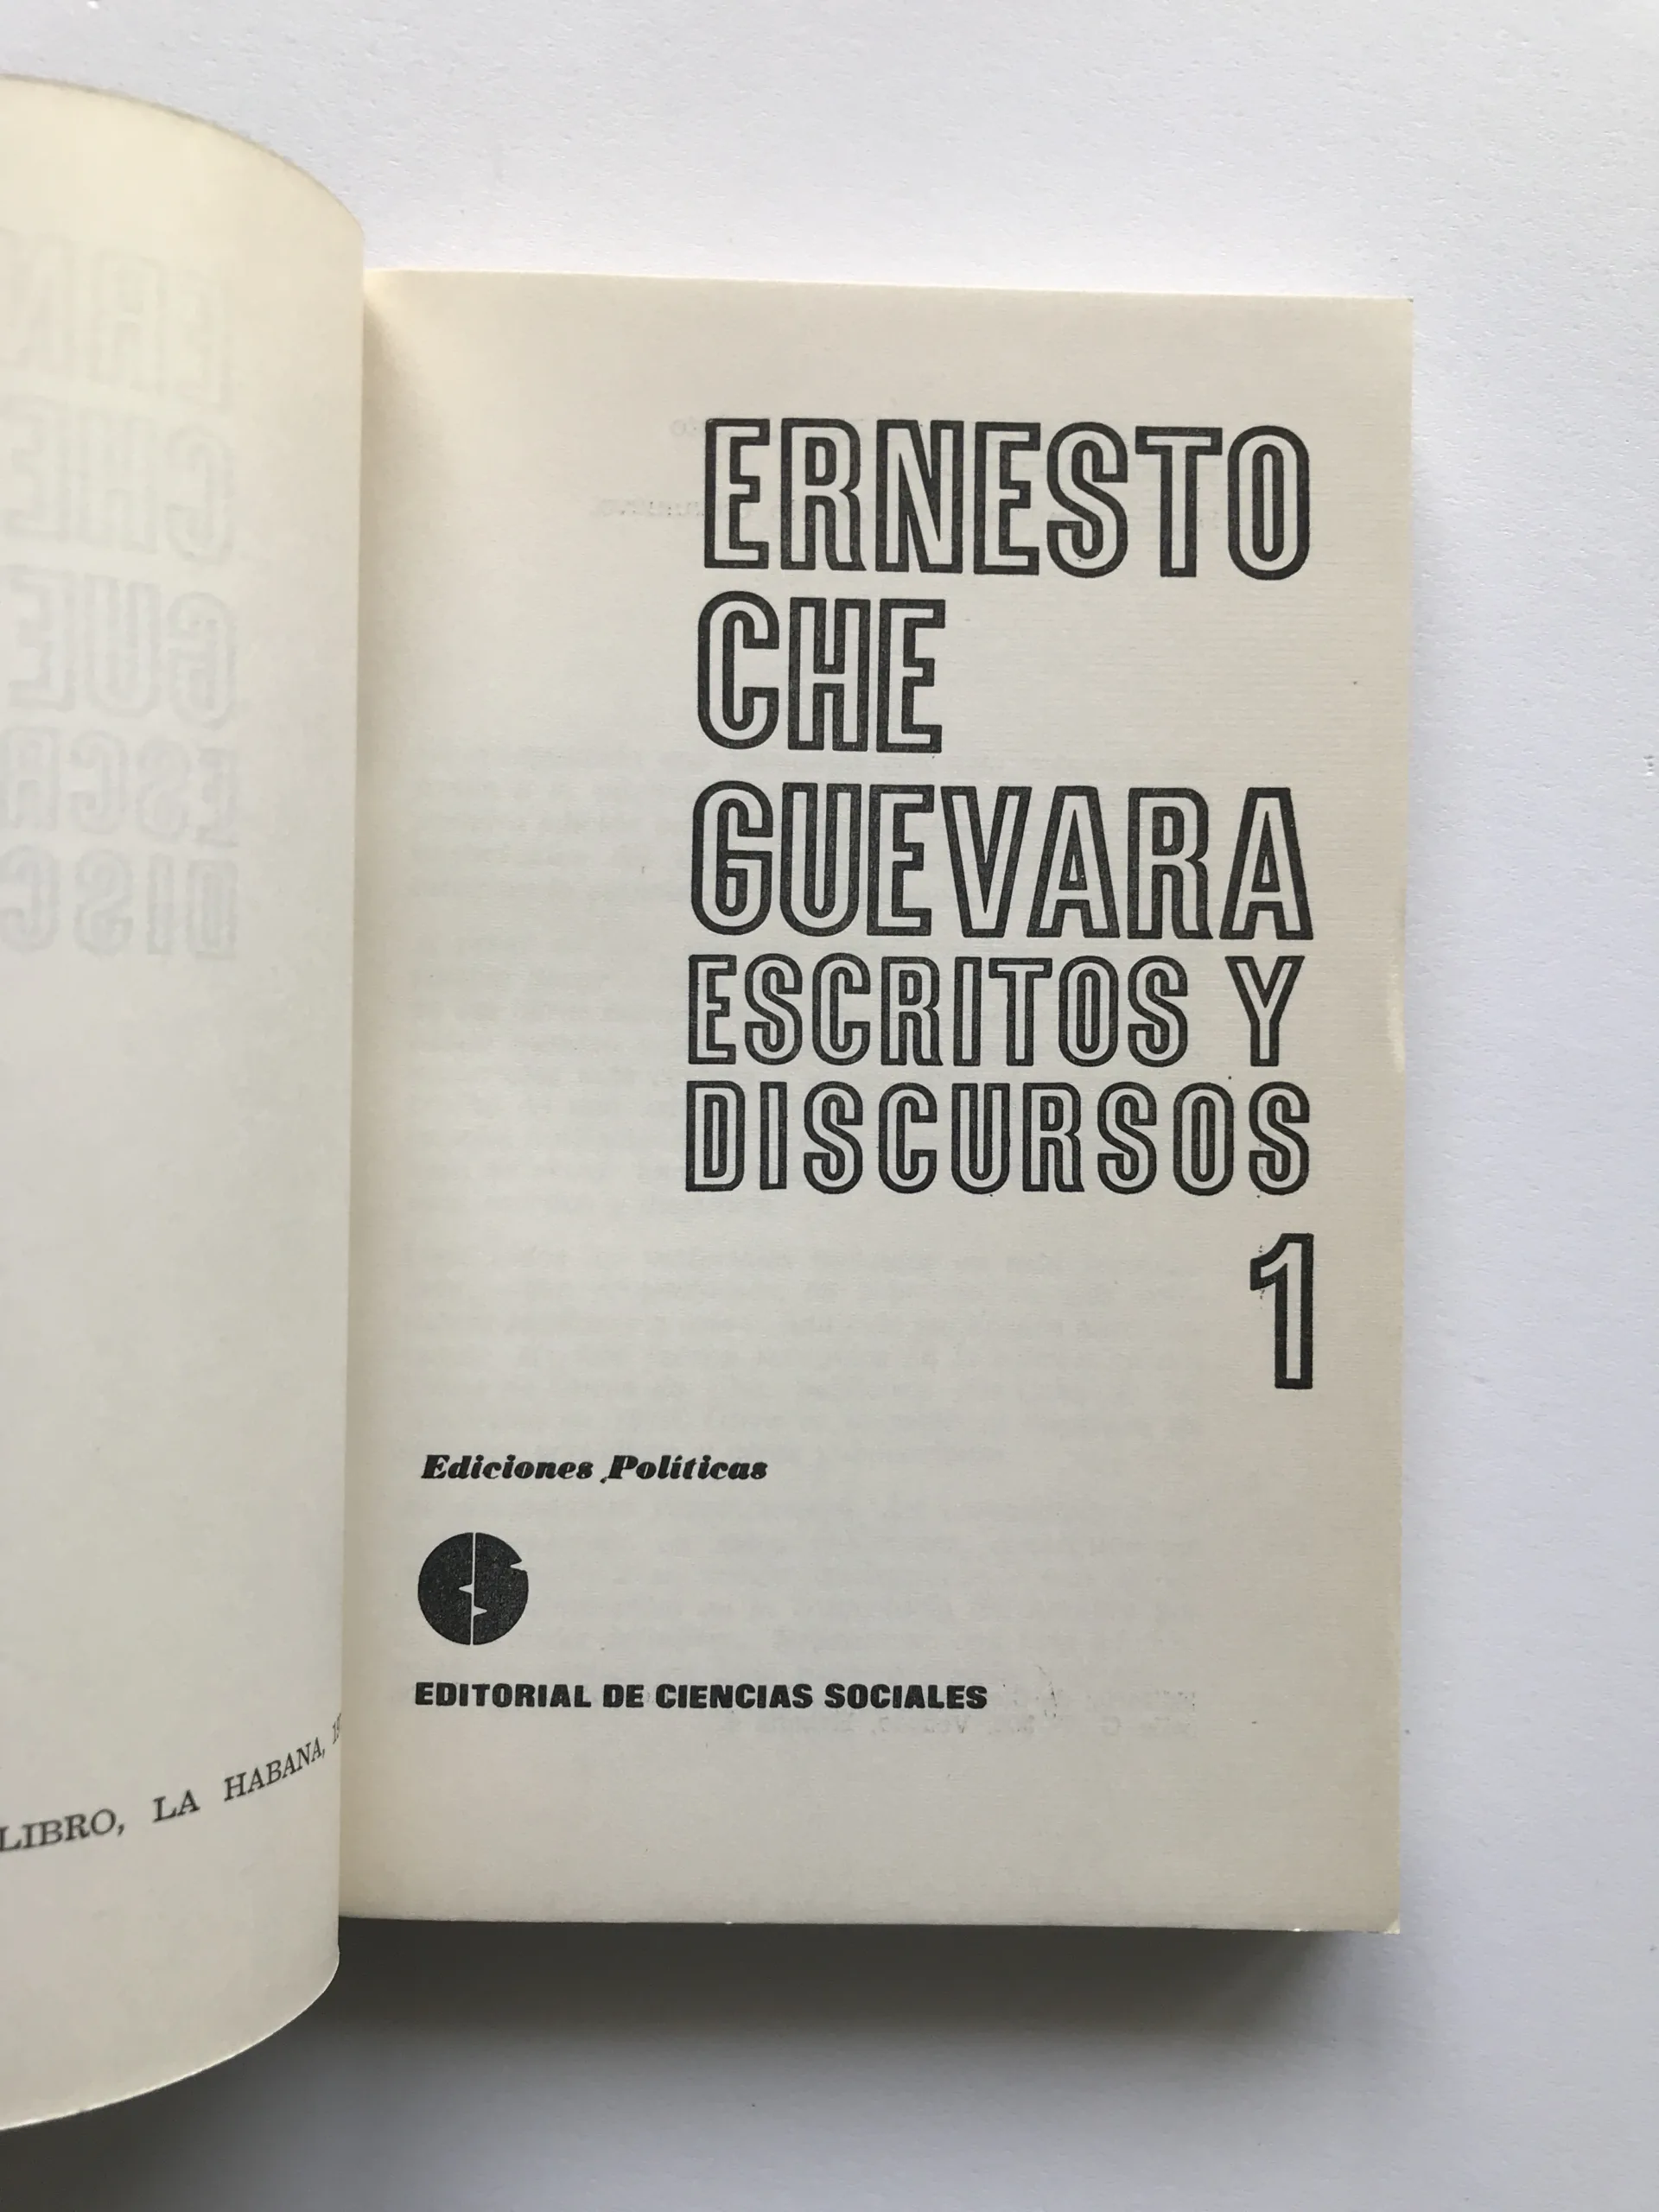 LIBRO, LA HABANA,
ERNESTO
CHE
GUEVARA
ESCRITOS Y
DISCURSOS
1
Ediciones Políticas
EDITORIAL DE CIENCIAS SOCIALES